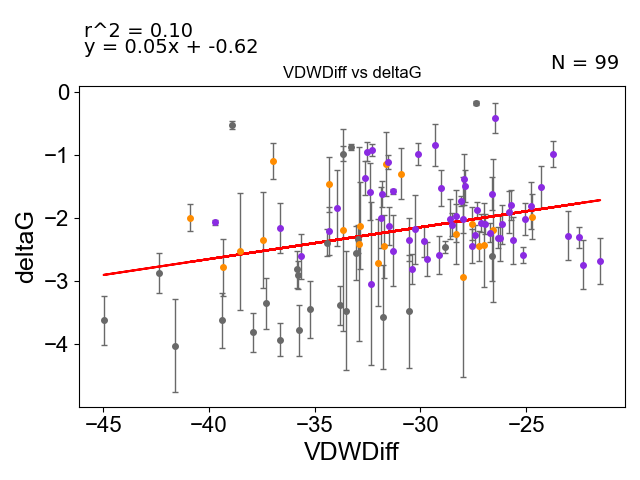 r^2 = 0.10
y = 0.05x + -0.62
N = 99
VDWDiff vs deltaG
0
−1
−2
−3
−4
deltaG
−45
−40
−35
−30
−25
VDWDiff